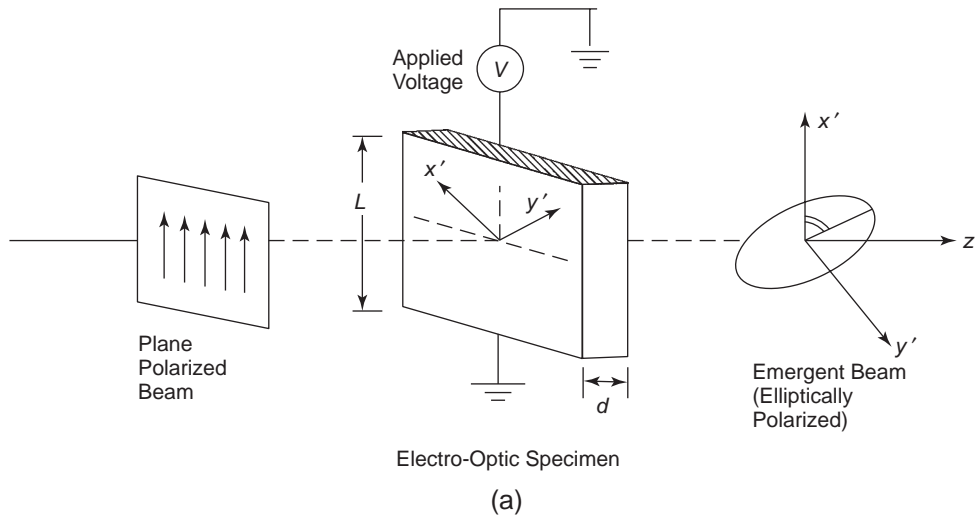 Applied
Voltage
V
x′
L
x′
y′
z
Plane
Polarized
Beam
d
y′
Emergent Beam
(Elliptically
Polarized)
Electro-Optic Specimen
(a)